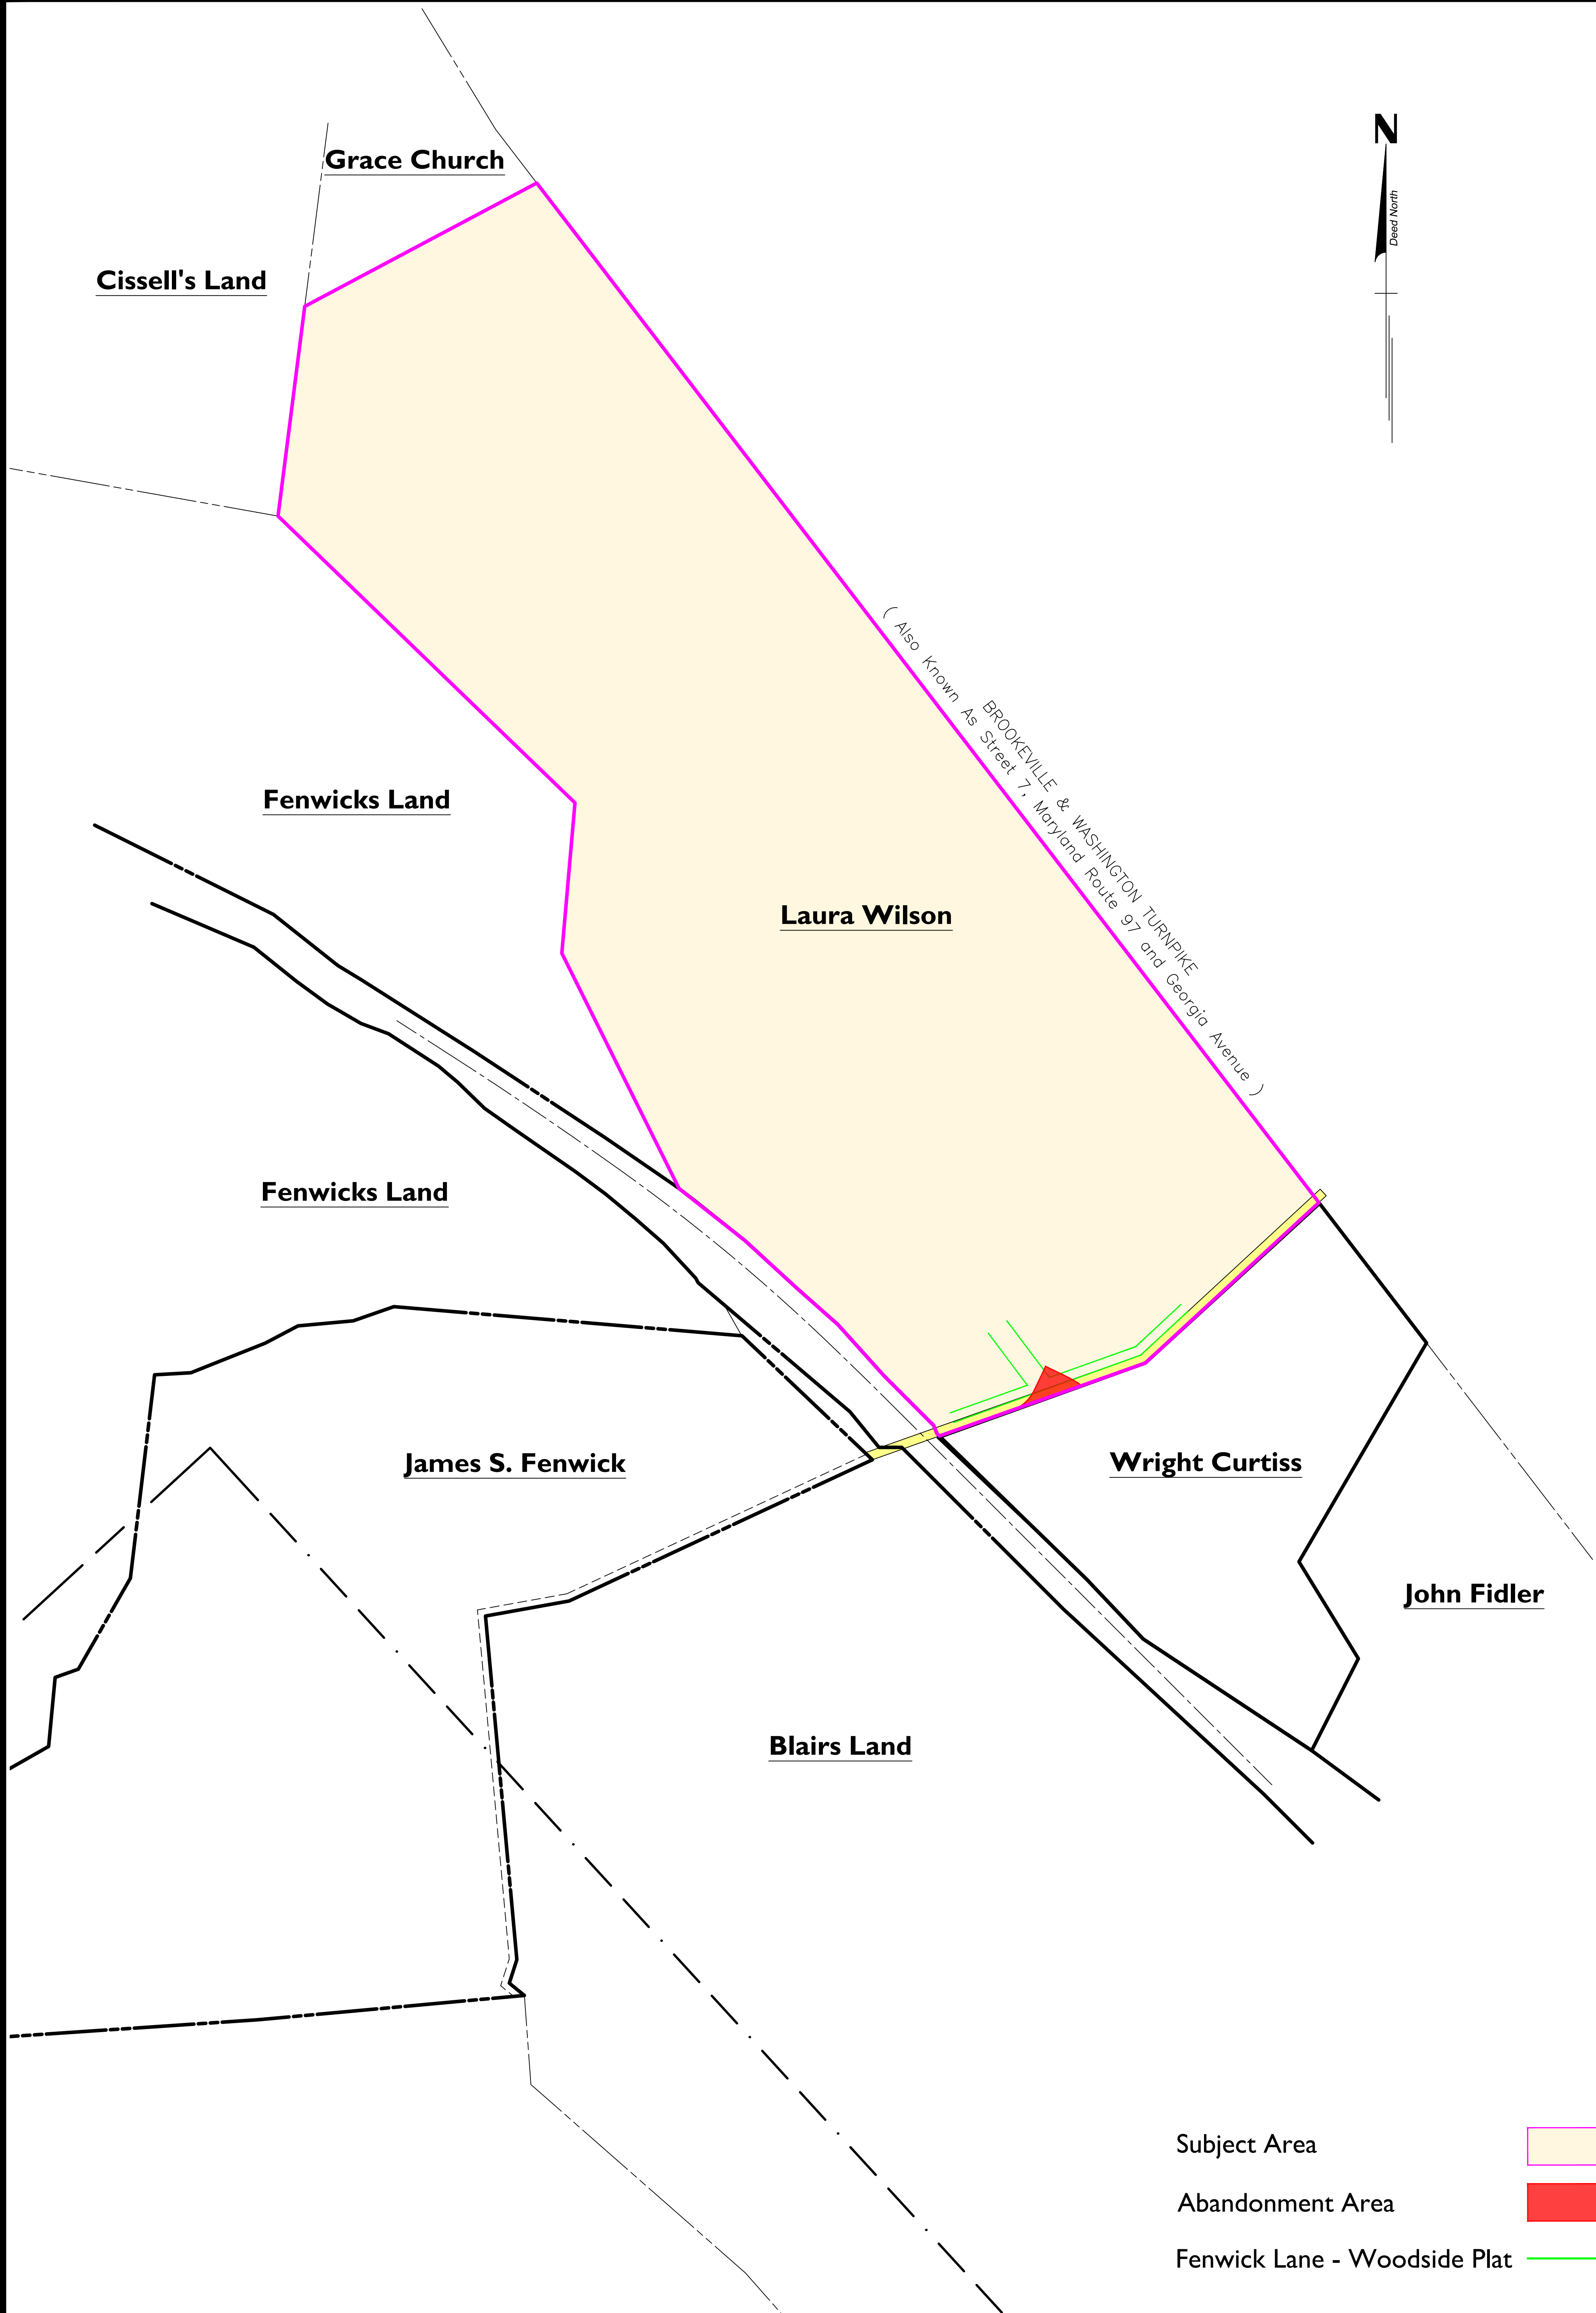 N
Deed North
Grace Church
Cissell's Land
( Also Known As Street 7, Maryland Route 97 and Georgia Avenue )
BROOKEVILLE & WASHINGTON TURNPIKE
Fenwicks Land
Laura Wilson
Fenwicks Land
James S. Fenwick
Wright Curtiss
John Fidler
Blairs Land
Subject Area
Abandonment Area
Fenwick Lane - Woodside Plat